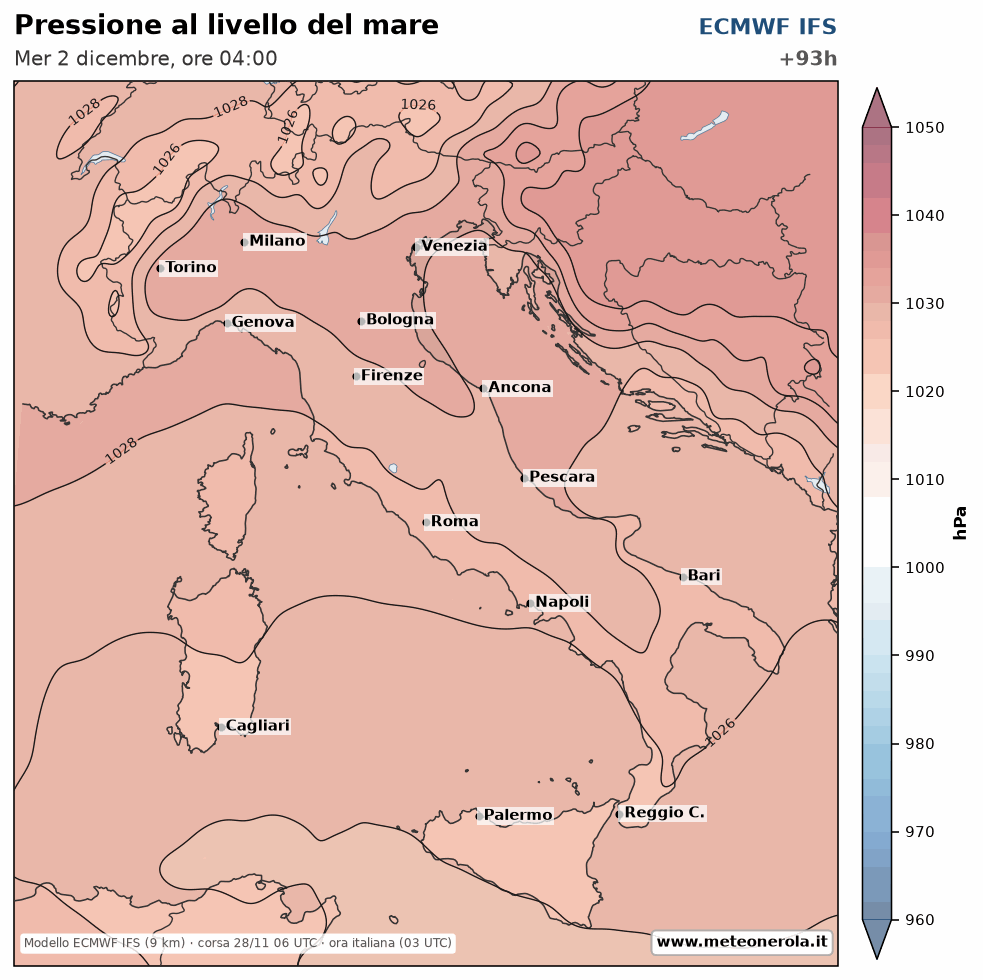 Pressione al livello del mare
ECMWF IFS
Mer 2 dicembre, ore 04:00
+93h
1028
1028
1026
1026
1026
Milano
Venezia
Torino
Genova
Bologna
Firenze
Ancona
1028
Pescara
Roma
Bari
Napoli
Cagliari
1026
Palermo
Reggio C.
1050
1040
1030
1020
1010
1000
990
980
970
960
hPa
Modello ECMWF IFS (9 km) · corsa 28/11 06 UTC · ora italiana (03 UTC)
www.meteonerola.it